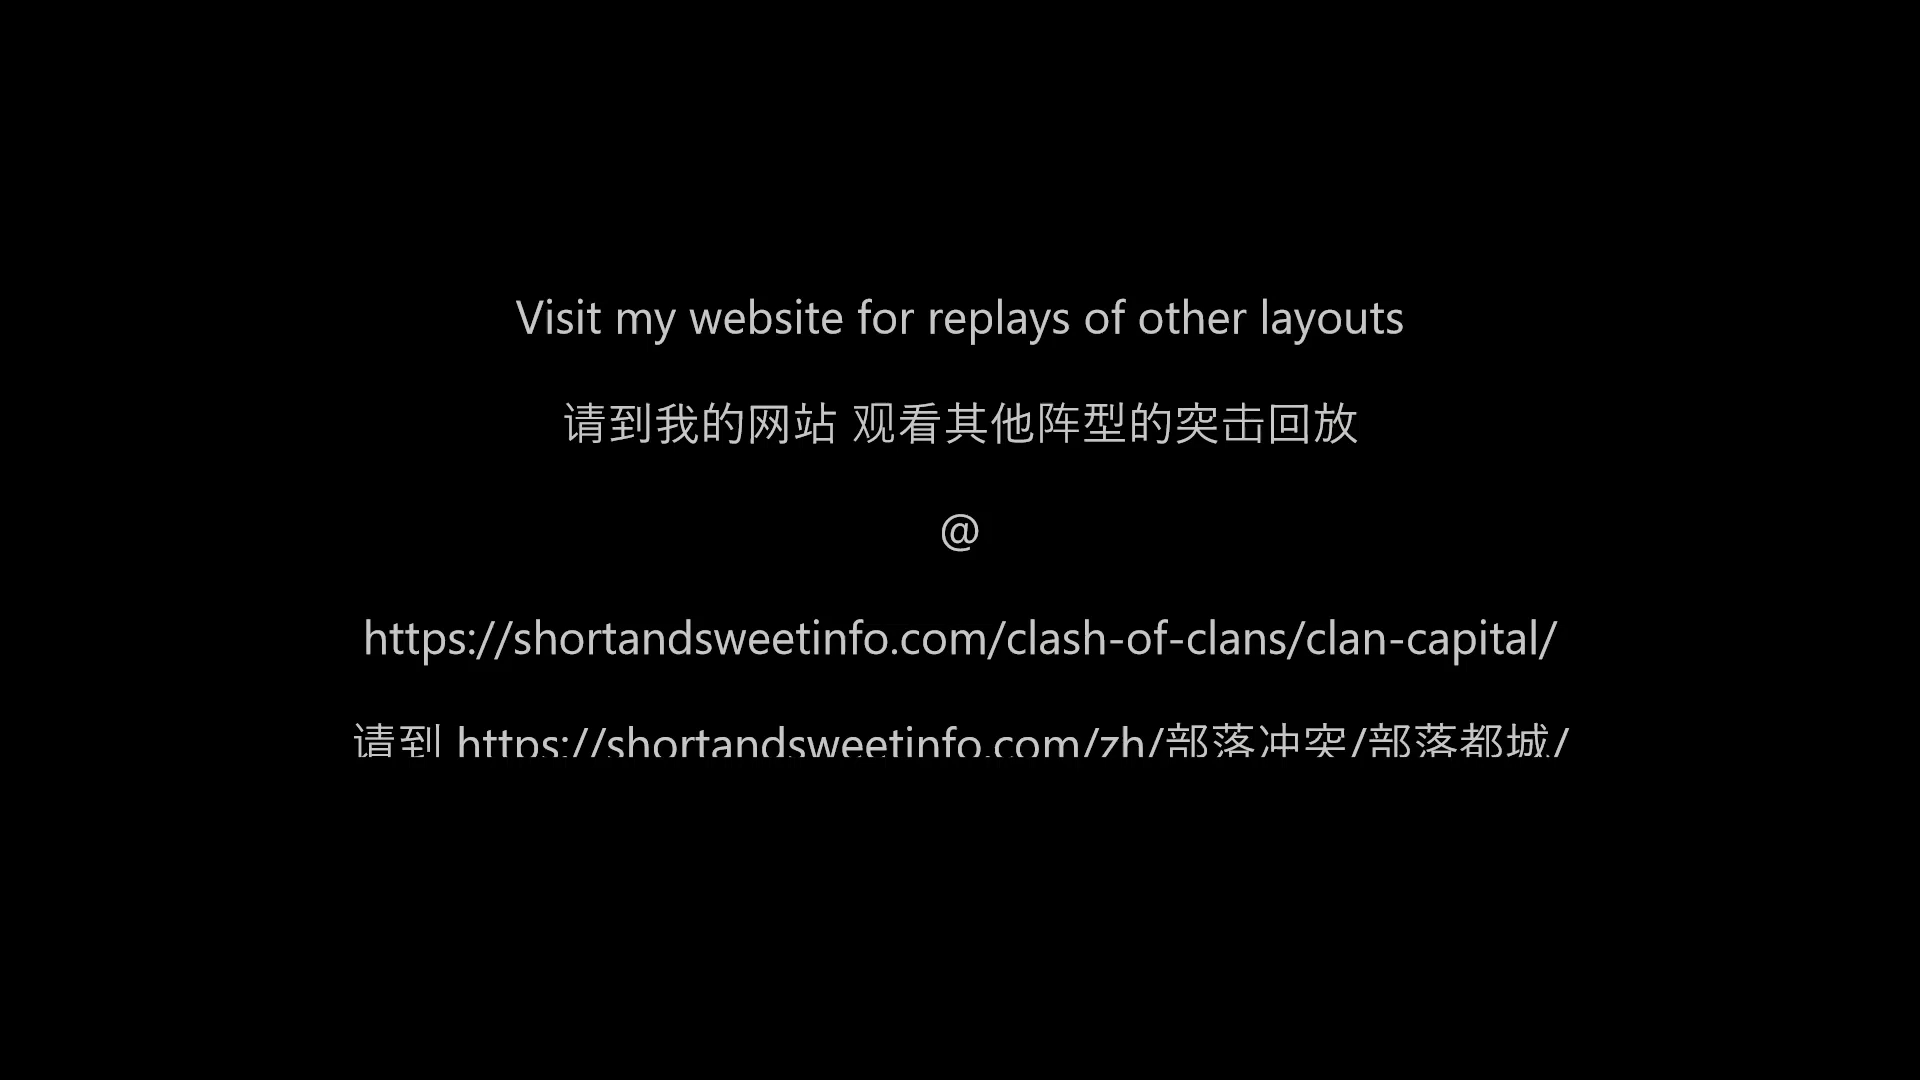 Visit my website for replays of other layouts
请到我的网站 观看其他阵型的突击回放
@
https://shortandsweetinfo.com/clash-of-clans/clan-capital/
请到 https://shortandsweetinfo.com/zh/部落冲突/部落都城/